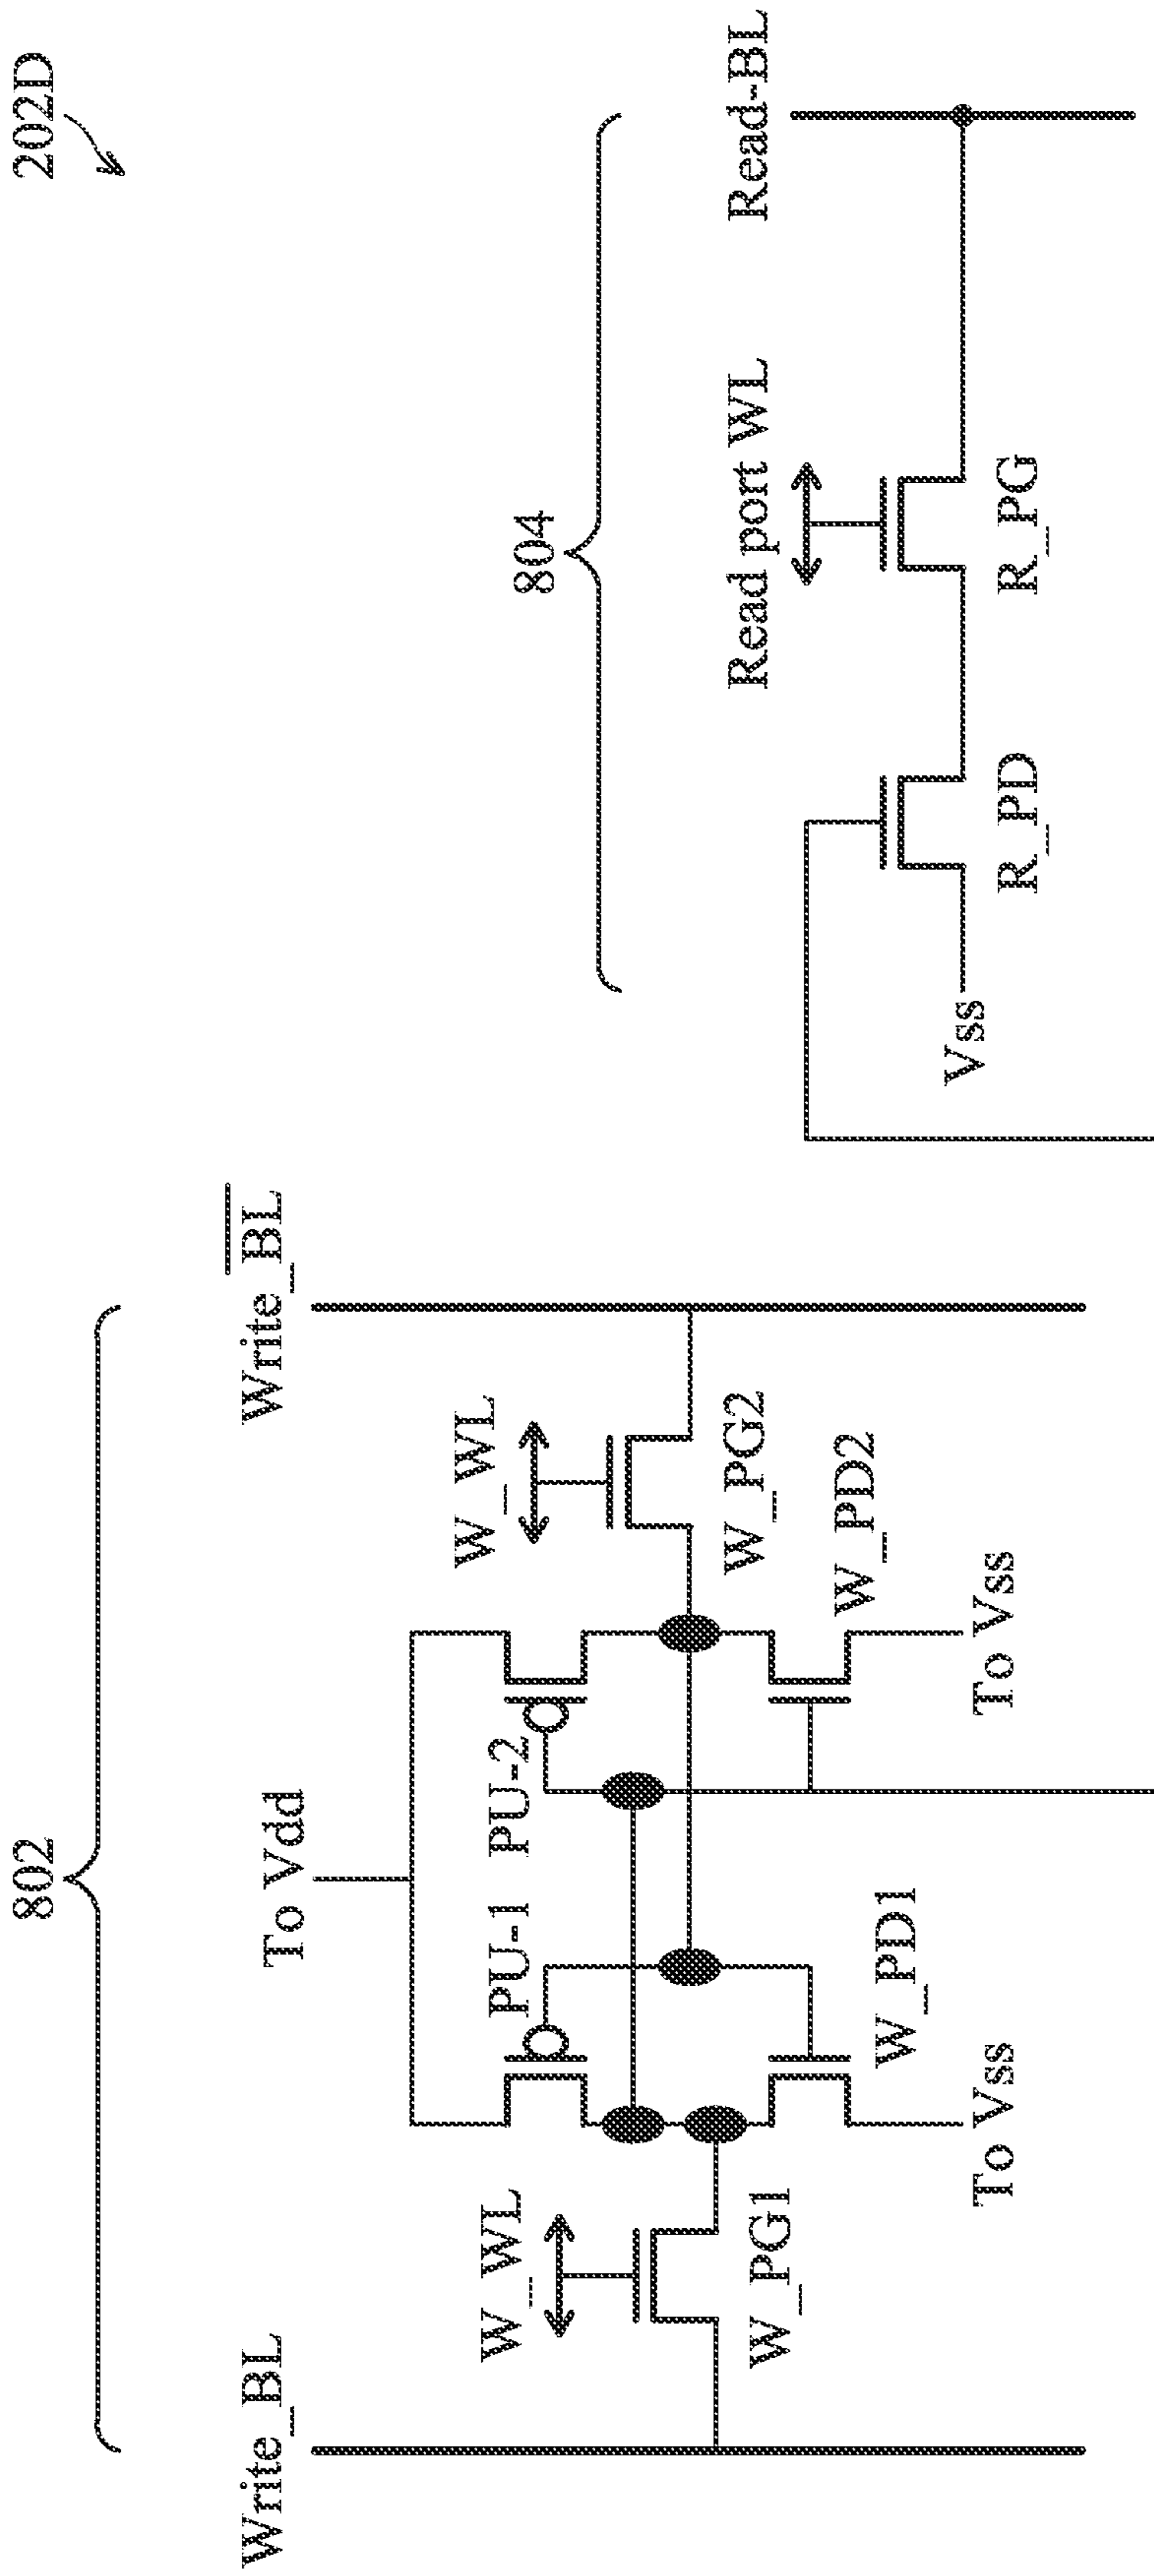 202D
802
804
Write_BL
To Vdd
Write_B̅L̅
Read-BL
W_WL
PU-1
PU-2
W_WL
Read port WL
W_PG1
W_PD1
W_PG2
W_PD2
To Vss
To Vss
Vss
R_PD
R_PG